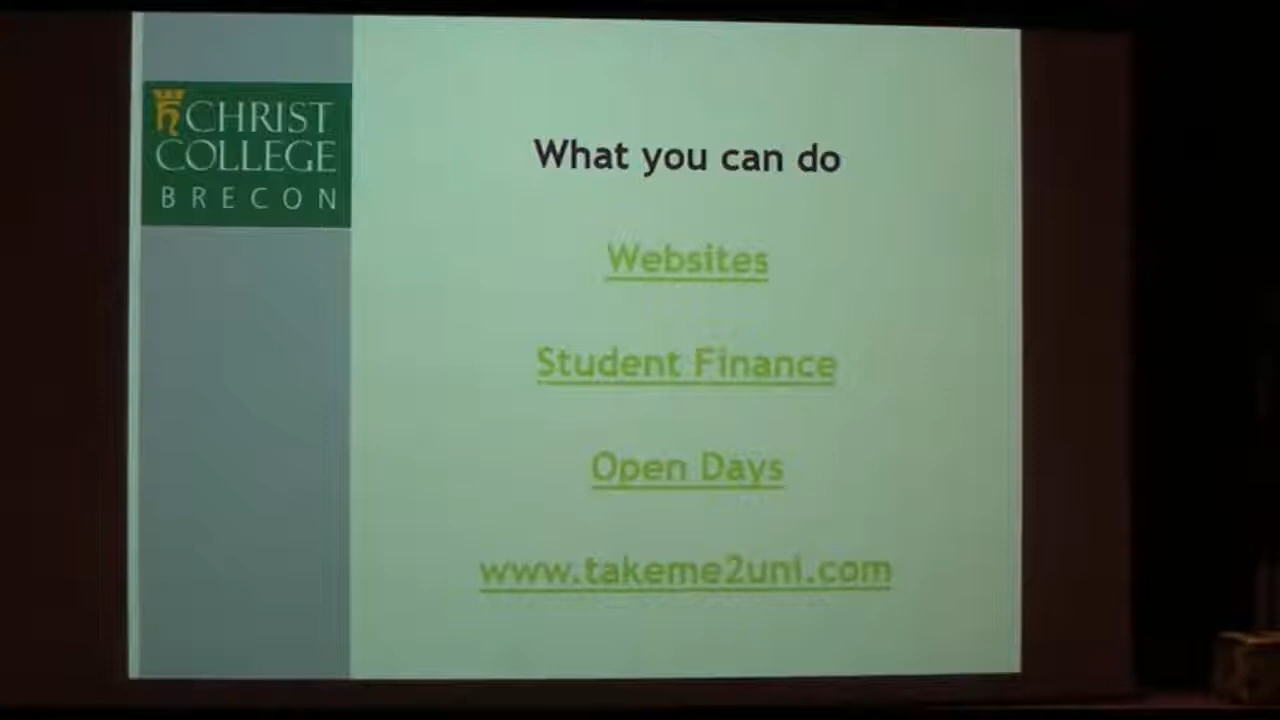 CHRIST
COLLEGE
BRECON
What you can do
Websites
Student Finance
Open Days
www.takeme2uni.com